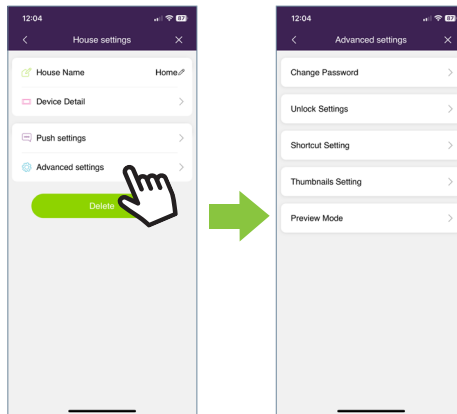 12:04 87
House settings
House Name Home
Device Detail
Push settings
Advanced settings
Delete
12:04 87
Advanced settings
Change Password
Unlock Settings
Shortcut Setting
Thumbnails Setting
Preview Mode